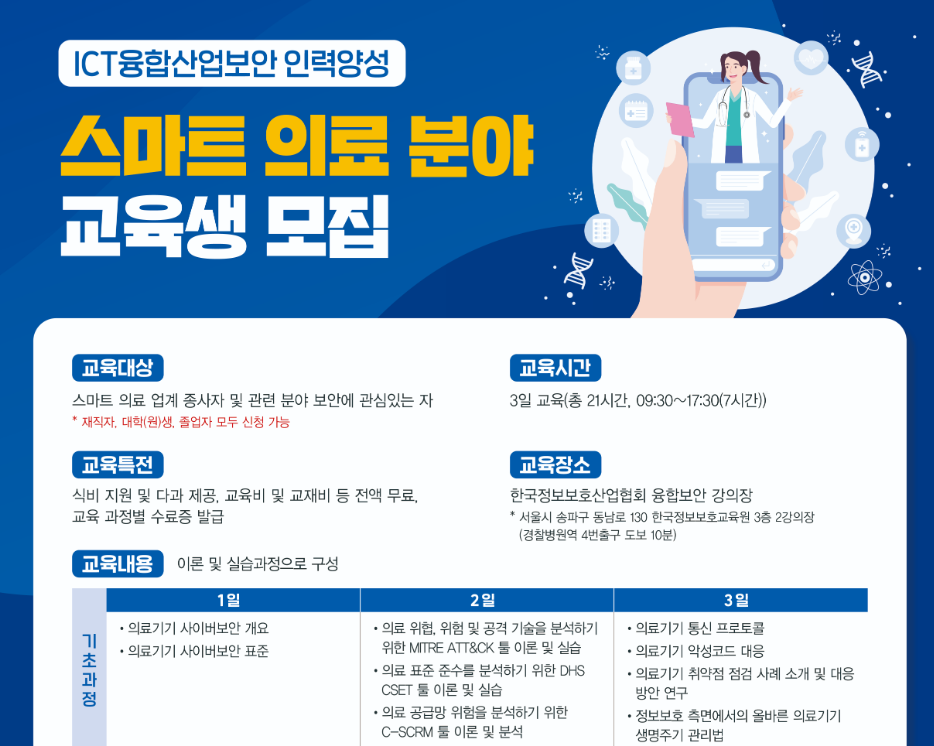 ICT융합산업보안 인력양성
스마트 의료 분야
교육생 모집
교육대상
스마트 의료 업계 종사자 및 관련 분야 보안에 관심있는 자
* 재직자, 대학(원)생, 졸업자 모두 신청 가능
교육시간
3일 교육(총 21시간, 09:30~17:30(7시간))
교육특전
식비 지원 및 다과 제공, 교육비 및 교재비 등 전액 무료,
교육 과정별 수료증 발급
교육장소
한국정보보호산업협회 융합보안 강의장
* 서울시 송파구 동남로 130 한국정보보호교육원 3층 2강의장
(경찰병원역 4번출구 도보 10분)
교육내용 이론 및 실습과정으로 구성
기초과정
1일
• 의료기기 사이버보안 개요
• 의료기기 사이버보안 표준
2일
• 의료 위협, 위험 및 공격 기술을 분석하기
위한 MITRE ATT&CK 툴 이론 및 실습
• 의료 표준 준수를 분석하기 위한 DHS
CSET 툴 이론 및 실습
• 의료 공급망 위험을 분석하기 위한
C-SCRM 툴 이론 및 분석
3일
• 의료기기 통신 프로토콜
• 의료기기 악성코드 대응
• 의료기기 취약점 점검 사례 소개 및 대응
방안 연구
• 정보보호 측면에서의 올바른 의료기기
생명주기 관리법